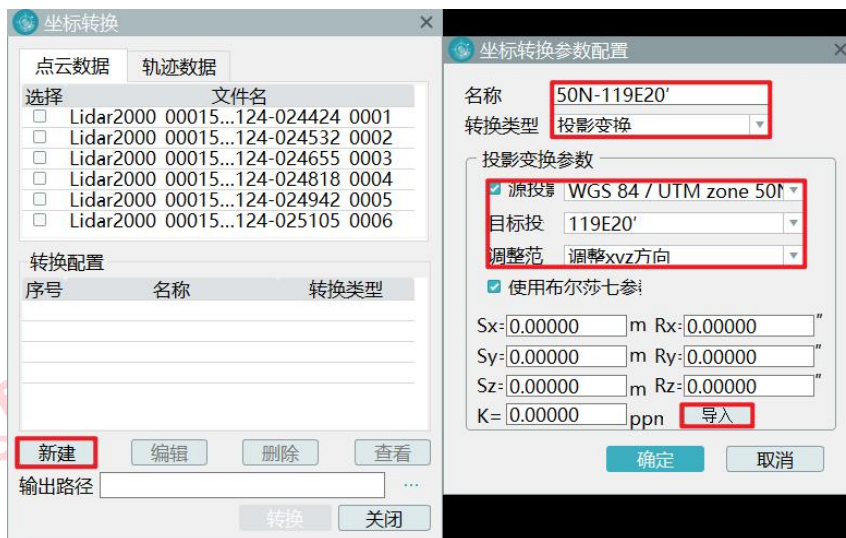 坐标转换
点云数据 轨迹数据
选择 文件名
Lidar2000 00015...124-024424 0001
Lidar2000 00015...124-024532 0002
Lidar2000 00015...124-024655 0003
Lidar2000 00015...124-024818 0004
Lidar2000 00015...124-024942 0005
Lidar2000 00015...124-025105 0006
转换配置
序号 名称 转换类型
新建 编辑 删除 查看
输出路径 ...
转换 关闭
坐标转换参数配置
名称 50N-119E20′
转换类型 投影变换
投影变换参数
源投影 WGS 84 / UTM zone 50N
目标投 119E20′
调整范 调整xyz方向
使用布尔莎七参
Sx=0.00000 m Rx=0.00000 ″
Sy=0.00000 m Ry=0.00000 ″
Sz=0.00000 m Rz=0.00000 ″
K=0.00000 ppn 导入
确定 取消